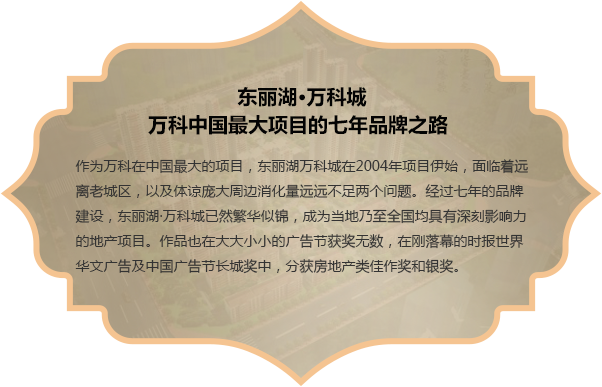 东丽湖·万科城
万科中国最大项目的七年品牌之路
作为万科在中国最大的项目，东丽湖万科城在2004年项目伊始，面临着远
离老城区，以及体谅庞大周边消化量远远不足两个问题。经过七年的品牌
建设，东丽湖·万科城已然繁华似锦，成为当地乃至全国均具有深刻影响力
的地产项目。作品也在大大小小的广告节获奖无数，在刚落幕的时报世界
华文广告及中国广告节长城奖中，分获房地产类佳作奖和银奖。